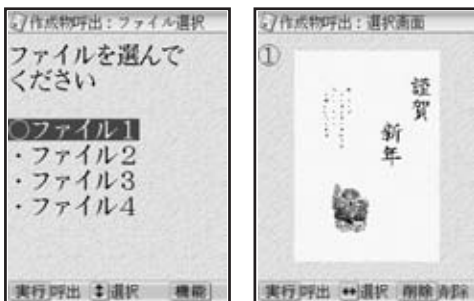 作成物呼出：ファイル選択
ファイルを選んで
ください
○ファイル1
・ファイル2
・ファイル3
・ファイル4
実行 呼出 選択 機能
作成物呼出：選択画面
①
謹賀
新年
実行 呼出 選択 削除